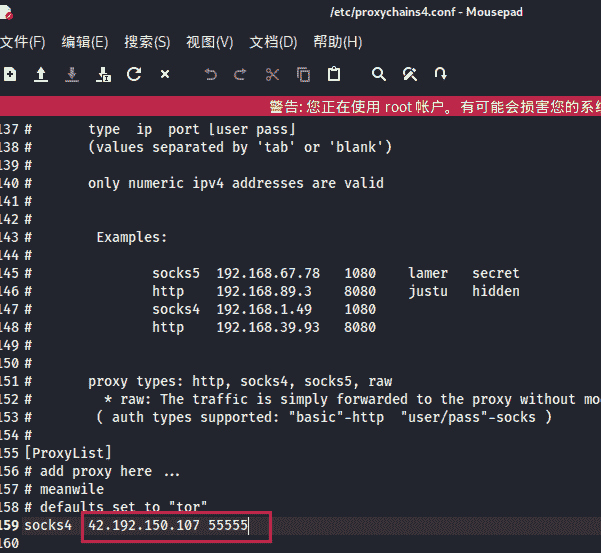 /etc/proxychains4.conf - Mousepad
文件(F) 编辑(E) 搜索(S) 视图(V) 文档(D) 帮助(H)
警告: 您正在使用 root 帐户。有可能会损害您的系统
137 # type ip port [user pass]
138 # (values separated by 'tab' or 'blank')
139 #
140 # only numeric ipv4 addresses are valid
141 #
142 #
143 # Examples:
144 #
145 # socks5 192.168.67.78 1080 lamer secret
146 # http 192.168.89.3 8080 justu hidden
147 # socks4 192.168.1.49 1080
148 # http 192.168.39.93 8080
149 #
150 #
151 # proxy types: http, socks4, socks5, raw
152 # * raw: The traffic is simply forwarded to the proxy without mo
153 # ( auth types supported: "basic"-http "user/pass"-socks )
154 #
155 [ProxyList]
156 # add proxy here ...
157 # meanwile
158 # defaults set to "tor"
159 socks4 42.192.150.107 55555
160